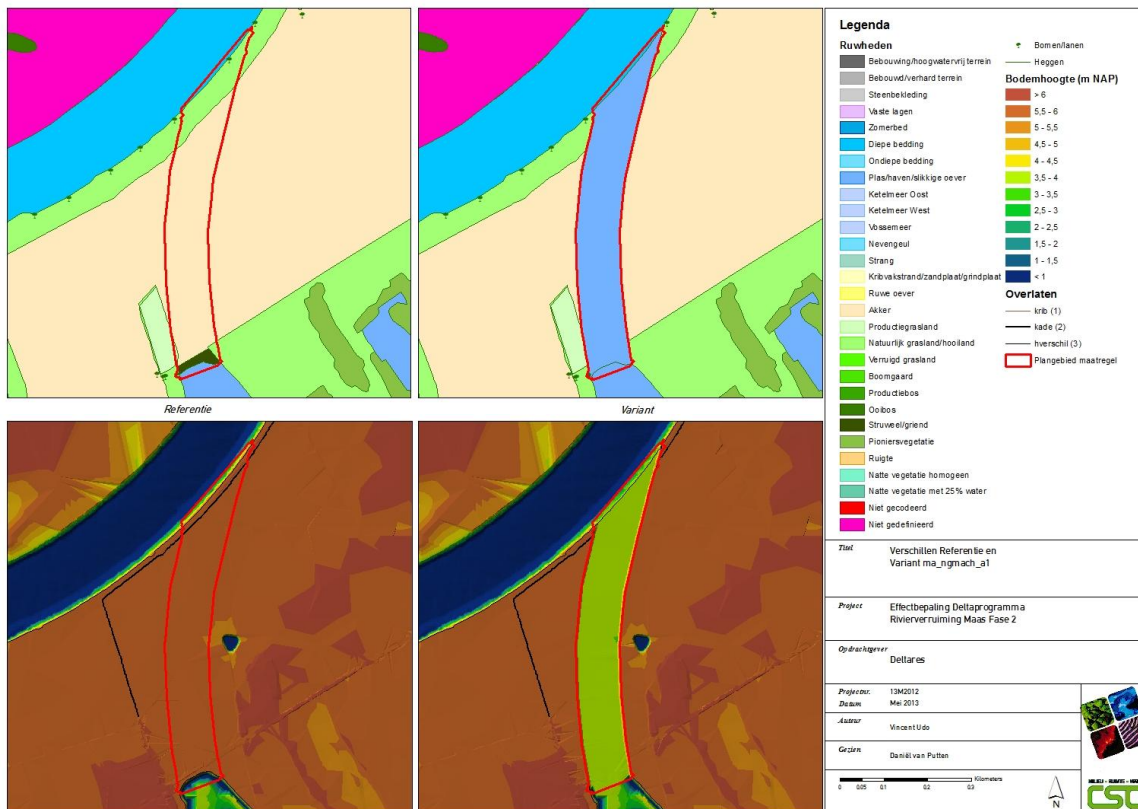 Referentie
Variant
Legenda
Ruwheden
Bebouwing/hoogwatervrij terrein
Bebouwd/verhard terrein
Steenbekleding
Vaste lagen
Zomerbed
Diepe bedding
Ondiepe bedding
Plas/haven/slikkige oever
Ketelmeer Oost
Ketelmeer West
Vossemeer
Nevengeul
Strang
Kribvakstrand/zandplaat/grindplaat
Ruwe oever
Akker
Productiegrasland
Natuurlijk grasland/hooiland
Verruigd grasland
Boomgaard
Productiebos
Ooibos
Struweel/griend
Pioniersvegetatie
Ruigte
Natte vegetatie homogeen
Natte vegetatie met 25% water
Niet gecodeerd
Niet gedefinieerd
Bomen/lanen
Heggen
Bodemhoogte (m NAP)
> 6
5,5 - 6
5 - 5,5
4,5 - 5
4 - 4,5
3,5 - 4
3 - 3,5
2,5 - 3
2 - 2,5
1,5 - 2
1 - 1,5
< 1
Overlaten
krib (1)
kade (2)
hverschil (3)
Plangebied maatregel
Titel Verschillen Referentie en
Variant ma_ngmach_a1
Project Effectbepaling Deltaprogramma
Rivierverruiming Maas Fase 2
Opdrachtgever
Deltares
Projectnr. 13M2012
Datum Mei 2013
Auteur
Vincent Udo
Gezien
Daniël van Putten
Kilometers
0 0,05 0,1 0,2 0,3
N
CSO